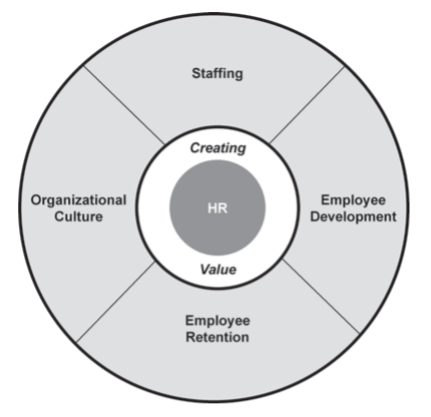 Staffing
Creating
HR
Value
Organizational
Culture
Employee
Development
Employee
Retention